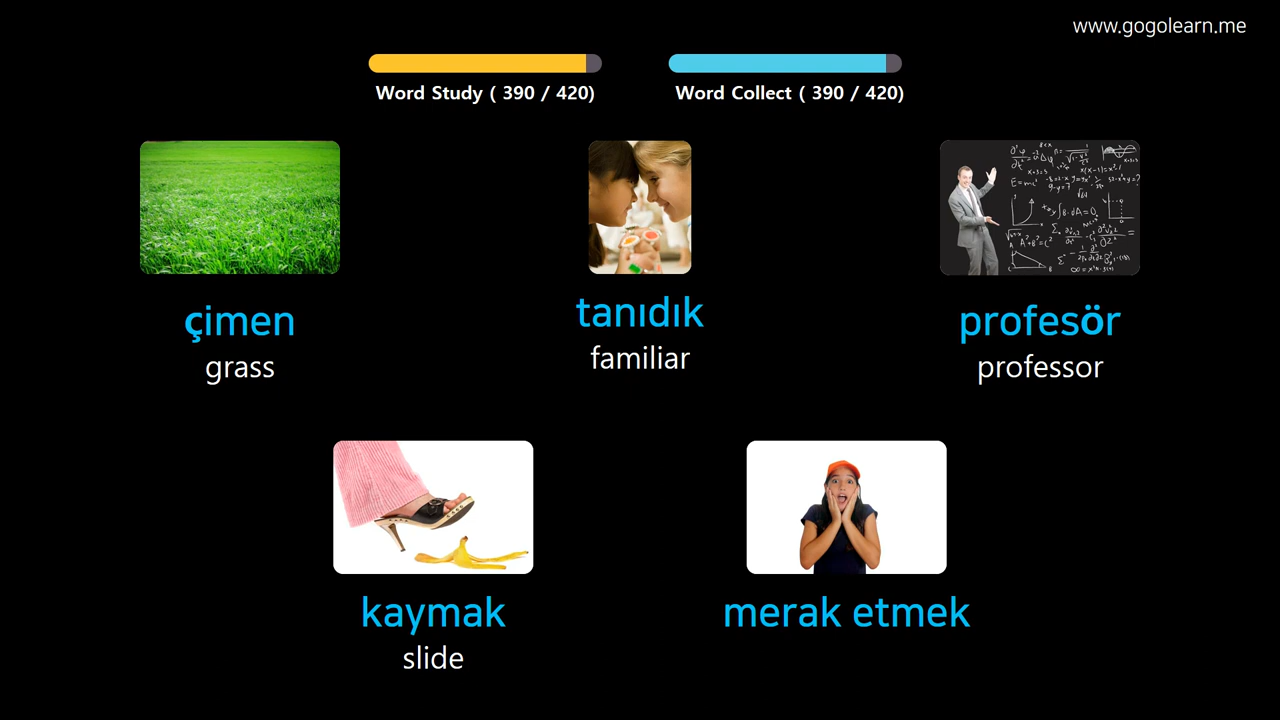 www.gogolearn.me
Word Study ( 390 / 420)
Word Collect ( 390 / 420)
çimen
grass
tanıdık
familiar
profesör
professor
kaymak
slide
merak etmek